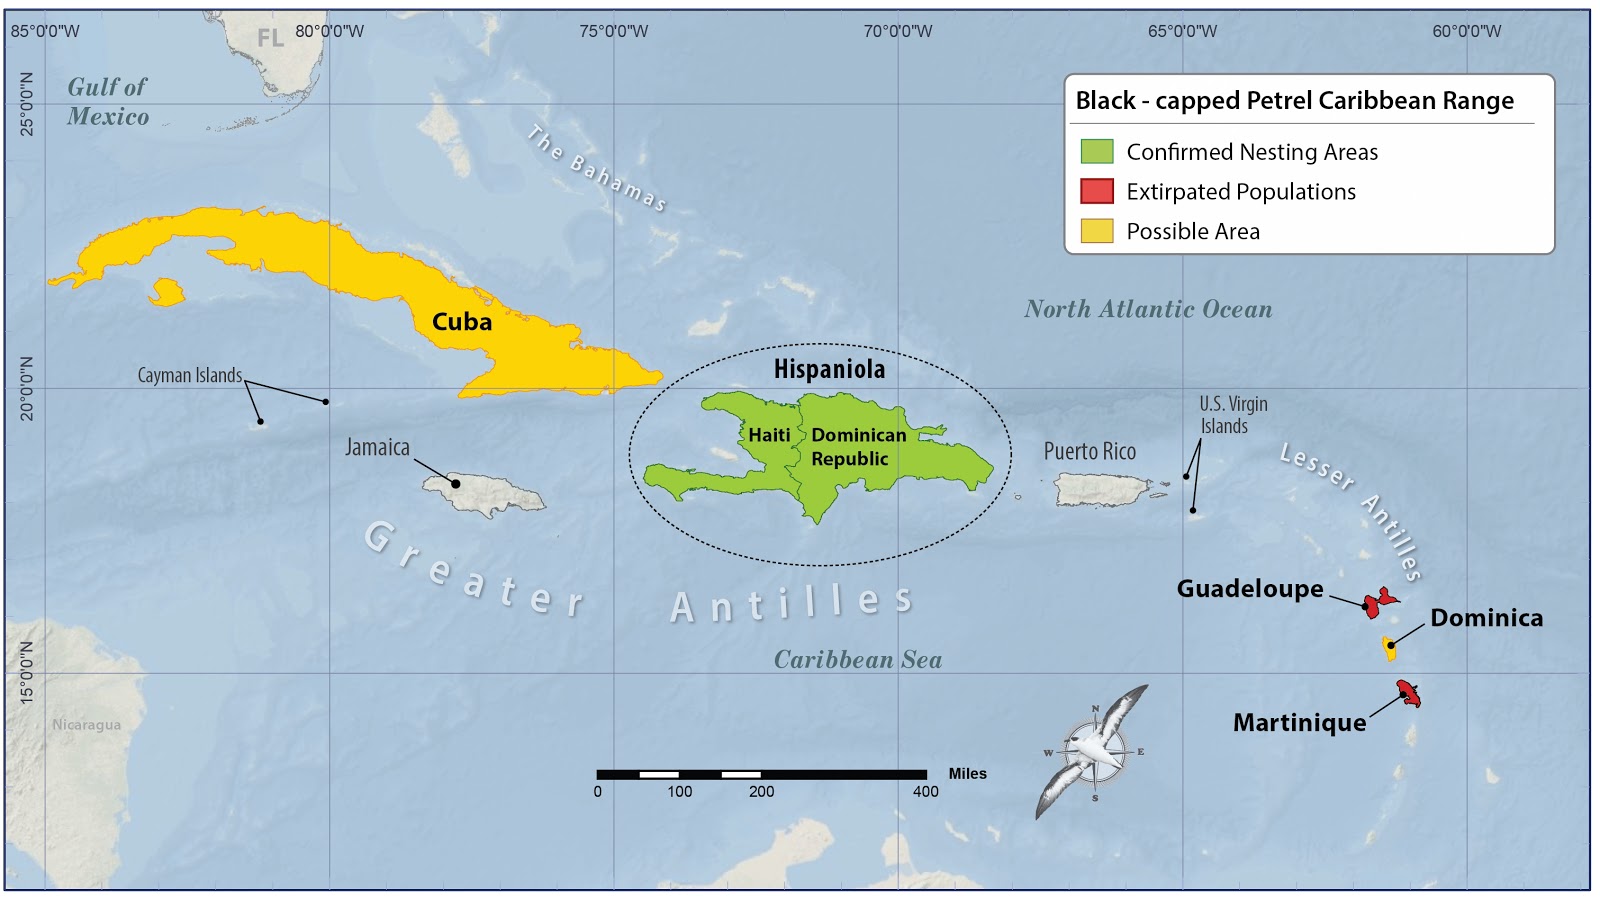 85°0'0"W
80°0'0"W
75°0'0"W
70°0'0"W
65°0'0"W
60°0'0"W
FL
Gulf of
Mexico
25°0'0"N
The Bahamas
Black - capped Petrel Caribbean Range
Confirmed Nesting Areas
Extirpated Populations
Possible Area
North Atlantic Ocean
Cuba
Cayman Islands
20°0'0"N
Hispaniola
Haiti
Dominican
Republic
Jamaica
Puerto Rico
U.S. Virgin
Islands
Lesser Antilles
Greater Antilles
Guadeloupe
Dominica
Martinique
Caribbean Sea
15°0'0"N
Nicaragua
N
W
E
S
Miles
0
100
200
400